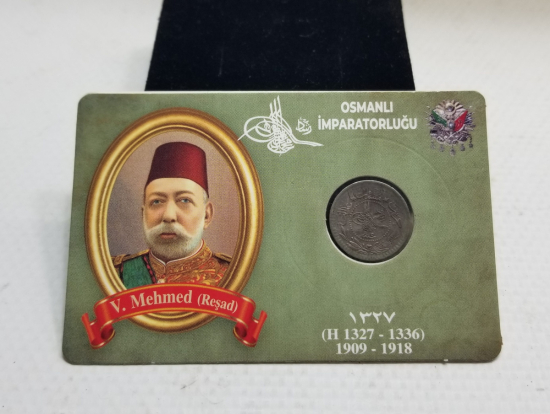 OSMANLI
İMPARATORLUĞU
V. Mehmed (Reşad)
١٣٢٧
(H 1327 - 1336)
1909 - 1918